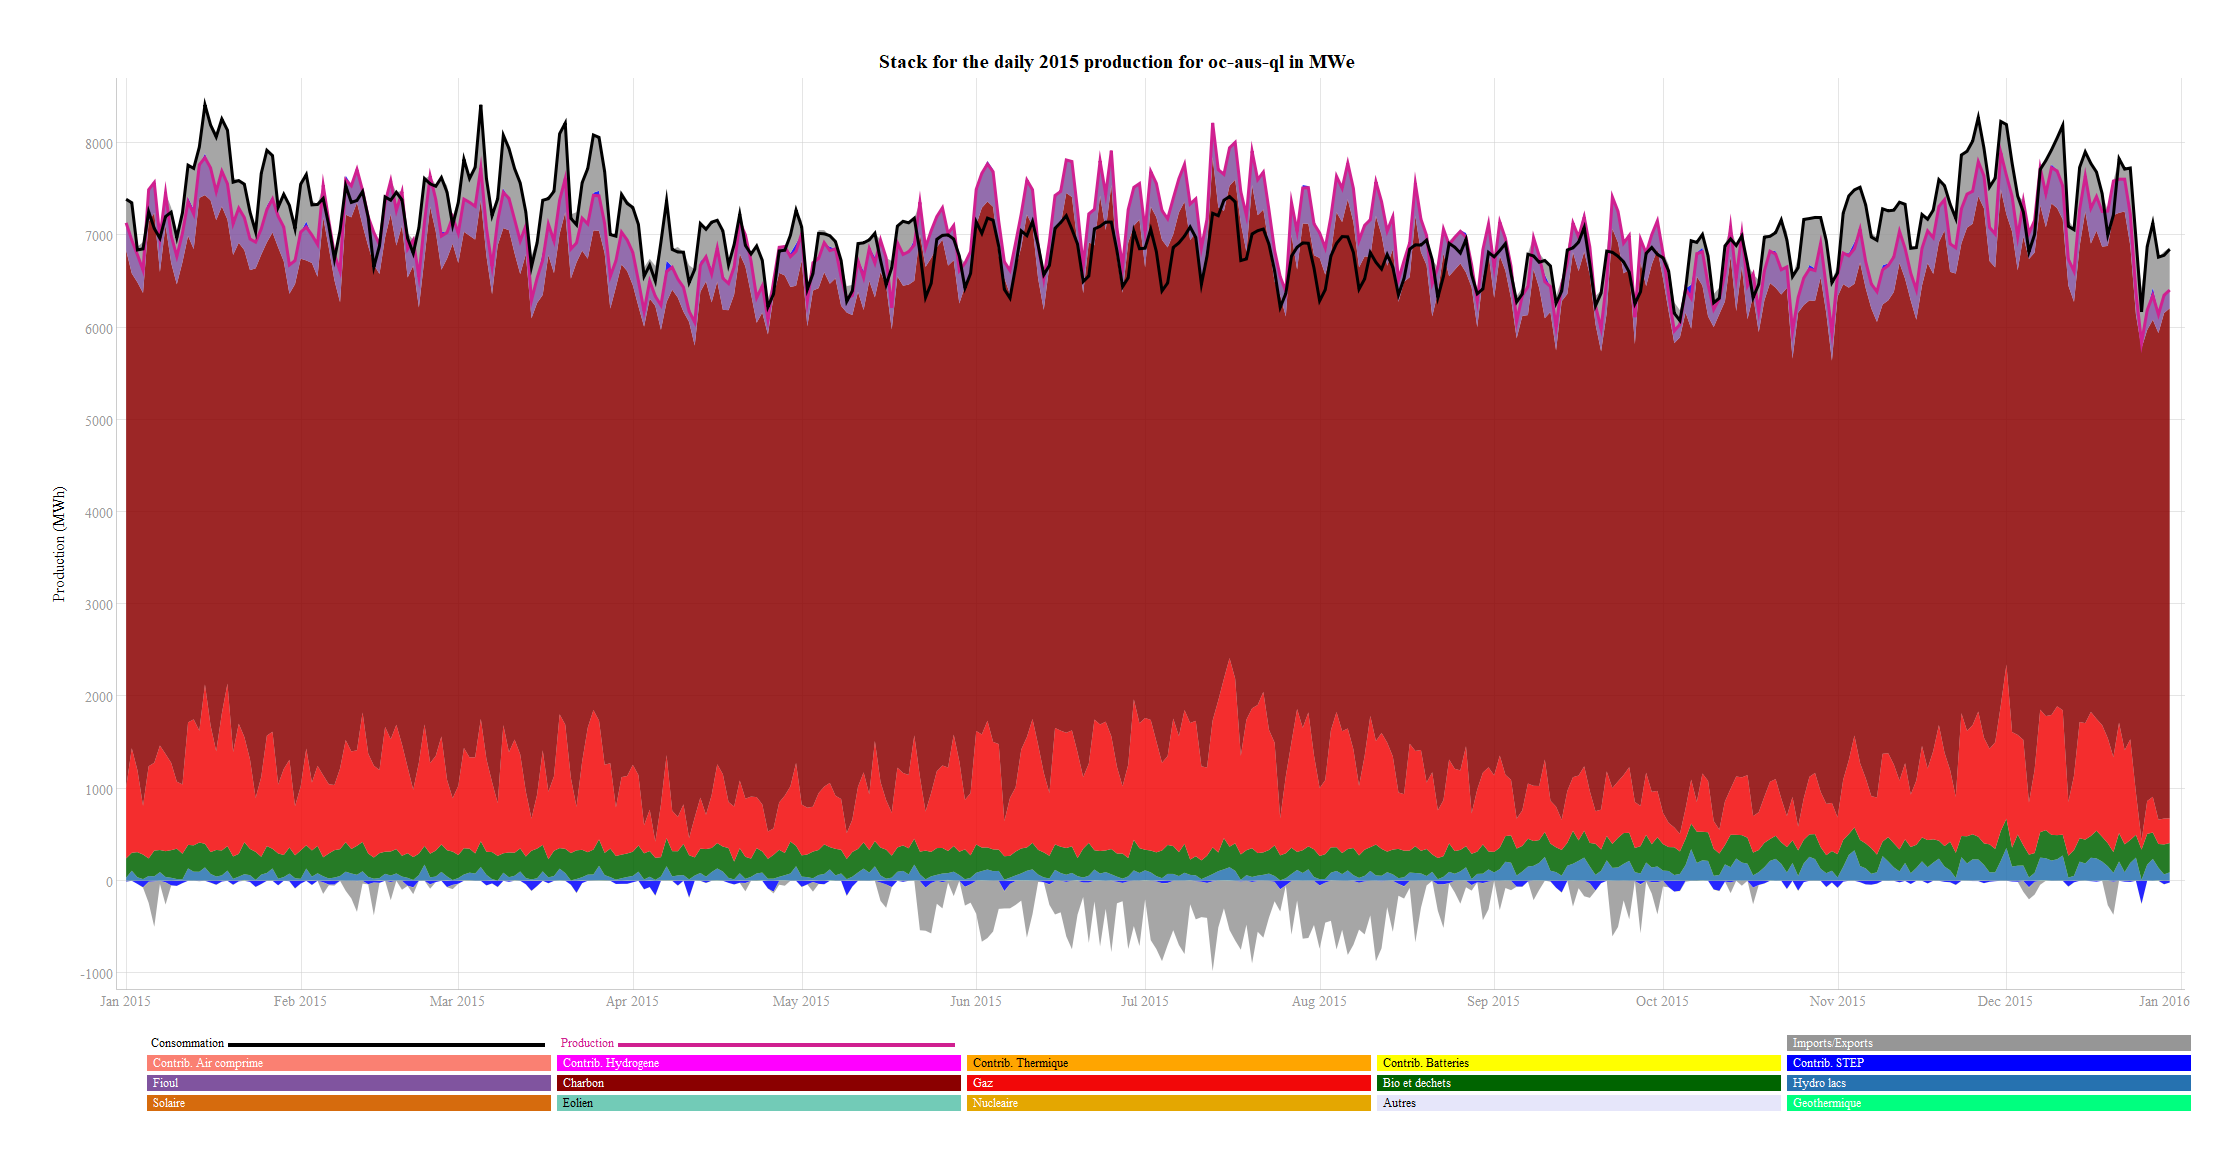 Stack for the daily 2015 production for oc-aus-ql in MWe
Production (MWh)
8000
7000
6000
5000
4000
3000
2000
1000
0
-1000
Jan 2015 Feb 2015 Mar 2015 Apr 2015 May 2015 Jun 2015 Jul 2015 Aug 2015 Sep 2015 Oct 2015 Nov 2015 Dec 2015 Jan 2016
Consommation Production Imports/Exports
Contrib. Air comprime Contrib. Hydrogene Contrib. Thermique Contrib. Batteries Contrib. STEP
Fioul Charbon Gaz Bio et dechets Hydro lacs
Solaire Eolien Nucleaire Autres Geothermique